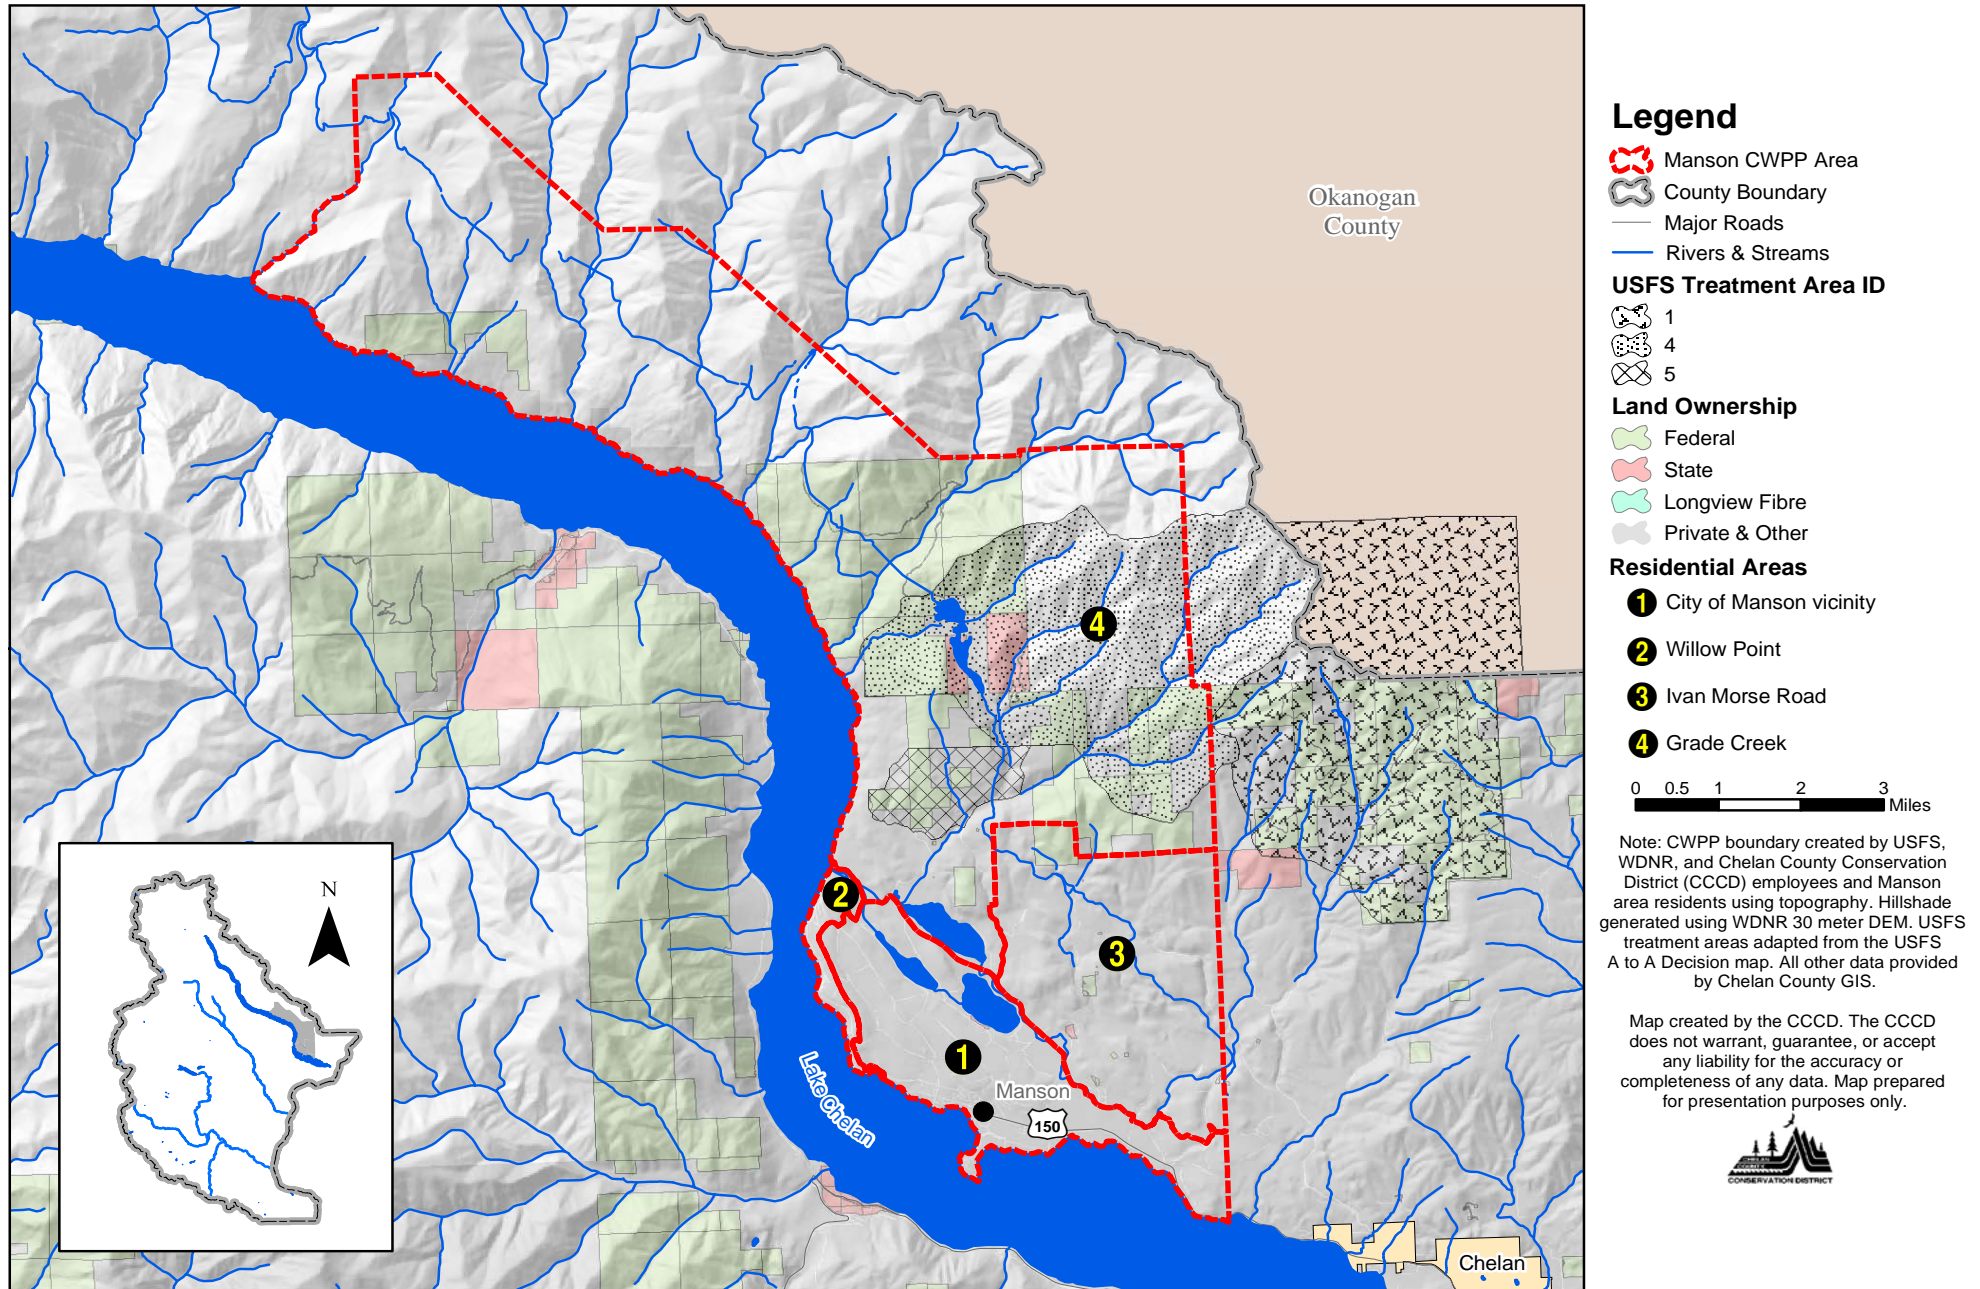 Okanogan
County
4
2
3
1
Manson
150
Lake Chelan
Chelan
N
Legend
Manson CWPP Area
County Boundary
Major Roads
Rivers & Streams
USFS Treatment Area ID
1
4
5
Land Ownership
Federal
State
Longview Fibre
Private & Other
Residential Areas
1 City of Manson vicinity
2 Willow Point
3 Ivan Morse Road
4 Grade Creek
0 0.5 1 2 3
Miles
Note: CWPP boundary created by USFS,
WDNR, and Chelan County Conservation
District (CCCD) employees and Manson
area residents using topography. Hillshade
generated using WDNR 30 meter DEM. USFS
treatment areas adapted from the USFS
A to A Decision map. All other data provided
by Chelan County GIS.
Map created by the CCCD. The CCCD
does not warrant, guarantee, or accept
any liability for the accuracy or
completeness of any data. Map prepared
for presentation purposes only.
CHELAN
COUNTY
CONSERVATION DISTRICT